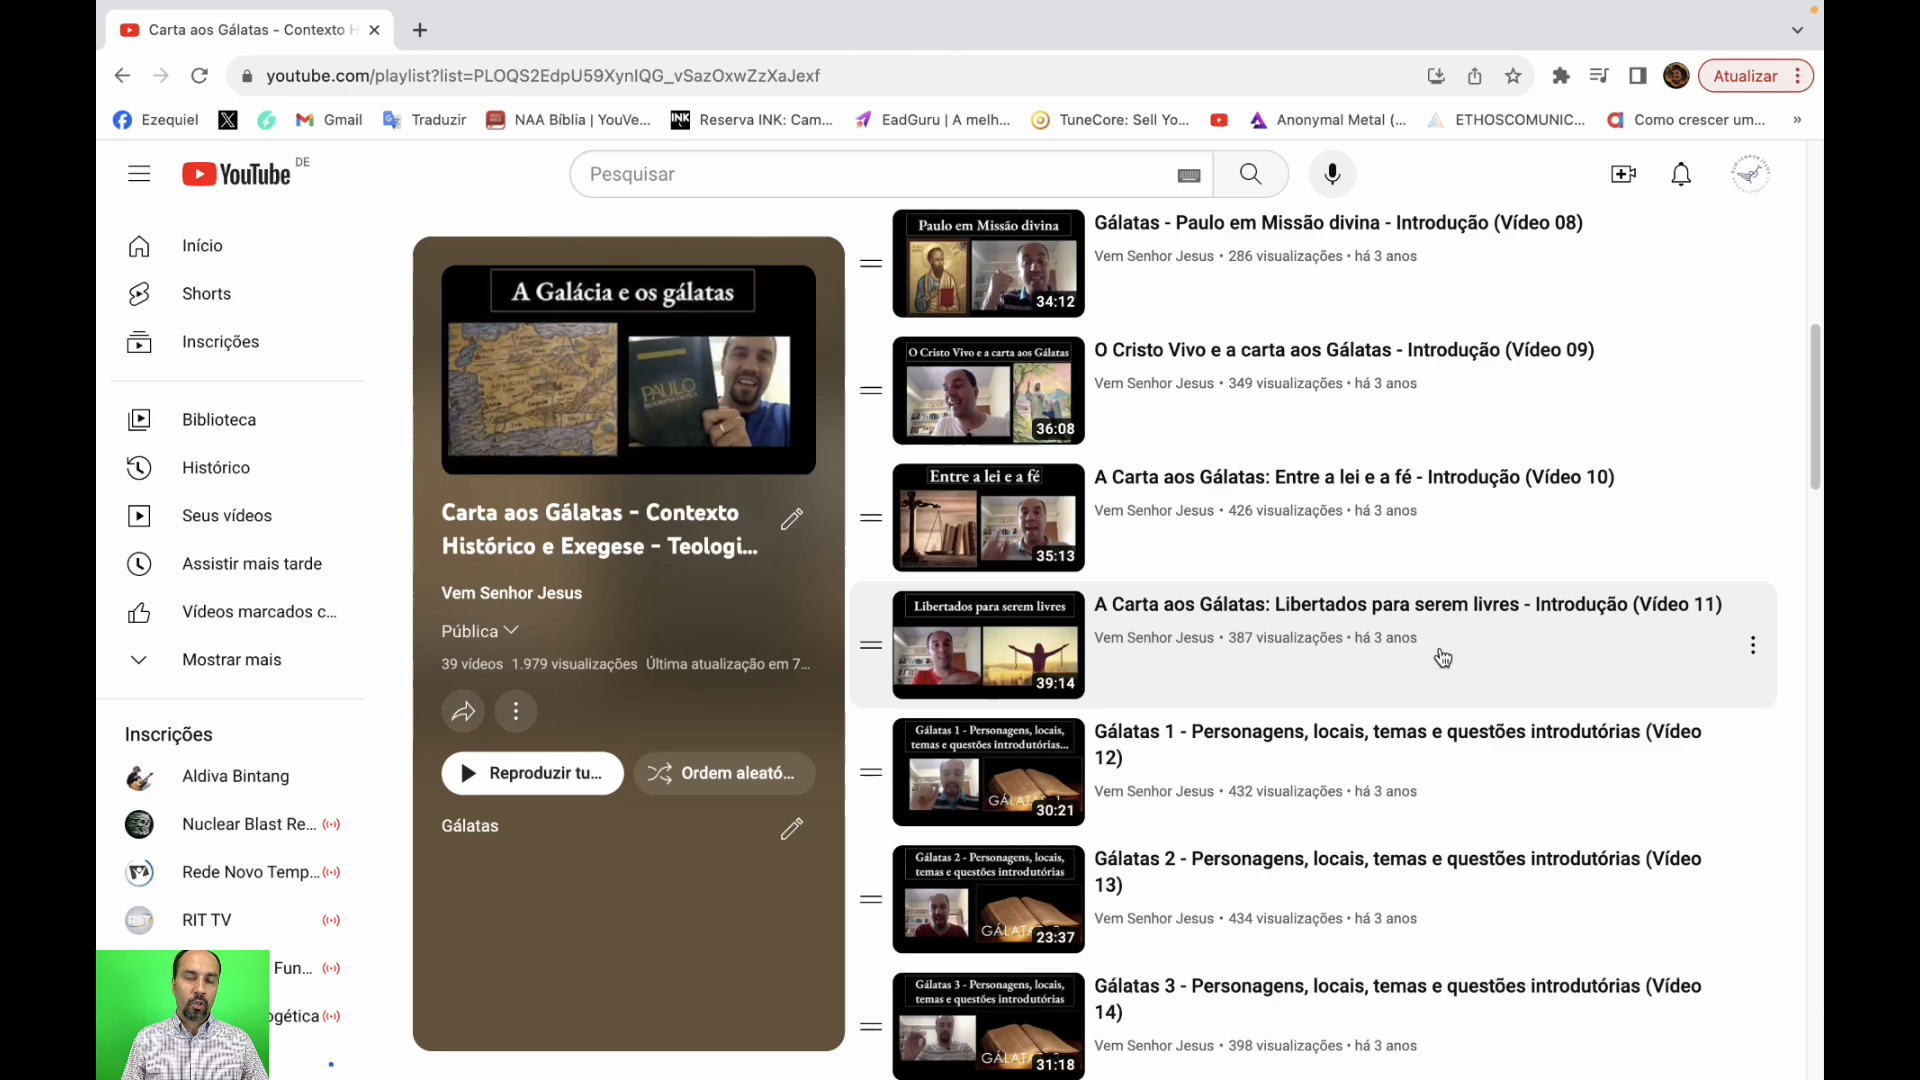 Carta aos Gálatas - Contexto H
youtube.com/playlist?list=PLOQS2EdpU59XynlQG_vSazOxwZzXaJexf
Atualizar
Ezequiel
Gmail
Traduzir
NAA Bíblia | YouVe...
INK
Reserva INK: Cam...
EadGuru | A melh...
TuneCore: Sell Yo...
Anonymal Metal (...
ETHOSCOMUNIC...
Como crescer um...
»
YouTube DE
Pesquisar
Início
Shorts
Inscrições
Biblioteca
Histórico
Seus vídeos
Assistir mais tarde
Vídeos marcados c...
Mostrar mais
Inscrições
Aldiva Bintang
Nuclear Blast Re...
Rede Novo Temp...
RIT TV
Fun...
ogética
A Galácia e os gálatas
PAULO
Carta aos Gálatas - Contexto
Histórico e Exegese - Teologi...
Vem Senhor Jesus
Pública
39 vídeos 1.979 visualizações Última atualização em 7...
Reproduzir tu...
Ordem aleató...
Gálatas
Paulo em Missão divina
34:12
Gálatas - Paulo em Missão divina - Introdução (Vídeo 08)
Vem Senhor Jesus • 286 visualizações • há 3 anos
O Cristo Vivo e a carta aos Gálatas
36:08
O Cristo Vivo e a carta aos Gálatas - Introdução (Vídeo 09)
Vem Senhor Jesus • 349 visualizações • há 3 anos
Entre a lei e a fé
35:13
A Carta aos Gálatas: Entre a lei e a fé - Introdução (Vídeo 10)
Vem Senhor Jesus • 426 visualizações • há 3 anos
Libertados para serem livres
39:14
A Carta aos Gálatas: Libertados para serem livres - Introdução (Vídeo 11)
Vem Senhor Jesus • 387 visualizações • há 3 anos
Gálatas 1 - Personagens, locais,
temas e questões introdutórias...
30:21
Gálatas 1 - Personagens, locais, temas e questões introdutórias (Vídeo
12)
Vem Senhor Jesus • 432 visualizações • há 3 anos
Gálatas 2 - Personagens, locais,
temas e questões introdutórias
23:37
Gálatas 2 - Personagens, locais, temas e questões introdutórias (Vídeo
13)
Vem Senhor Jesus • 434 visualizações • há 3 anos
Gálatas 3 - Personagens, locais,
temas e questões introdutórias
31:18
Gálatas 3 - Personagens, locais, temas e questões introdutórias (Vídeo
14)
Vem Senhor Jesus • 398 visualizações • há 3 anos